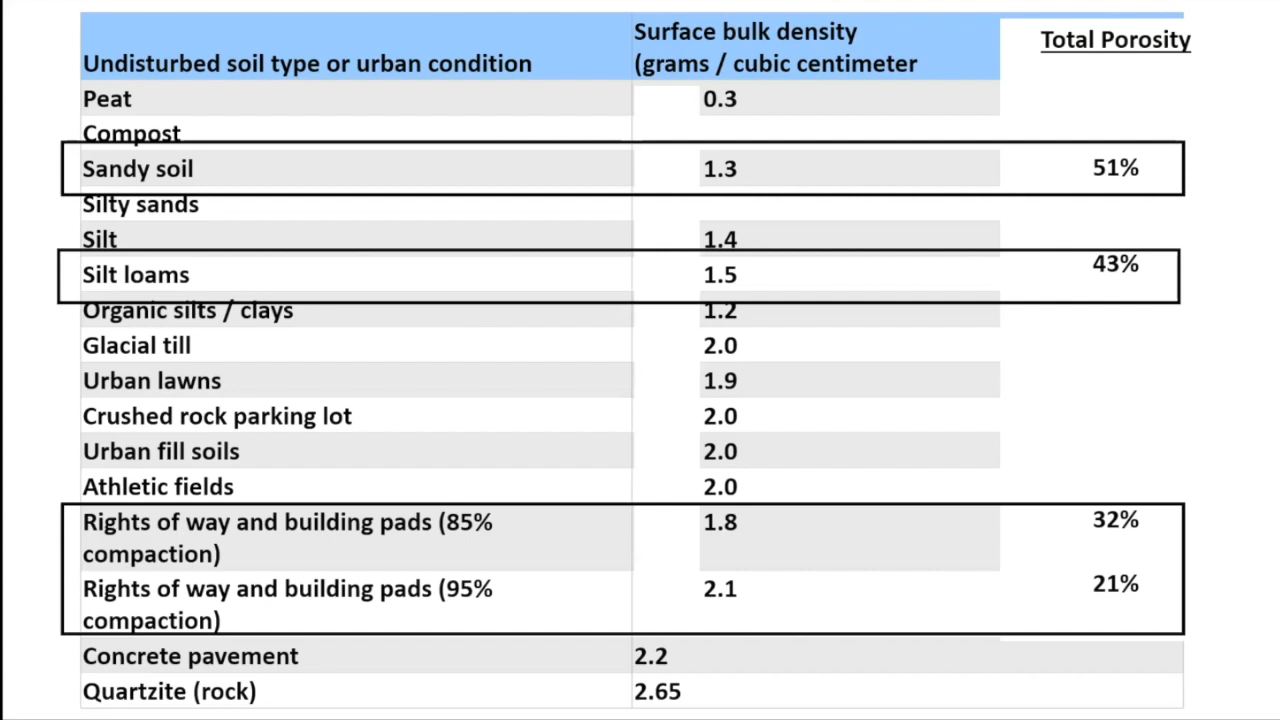 Undisturbed soil type or urban condition
Surface bulk density
(grams / cubic centimeter
Total Porosity
Peat 0.3
Compost
Sandy soil 1.3 51%
Silty sands
Silt 1.4
Silt loams 1.5 43%
Organic silts / clays 1.2
Glacial till 2.0
Urban lawns 1.9
Crushed rock parking lot 2.0
Urban fill soils 2.0
Athletic fields 2.0
Rights of way and building pads (85% 1.8 32%
compaction)
Rights of way and building pads (95% 2.1 21%
compaction)
Concrete pavement 2.2
Quartzite (rock) 2.65